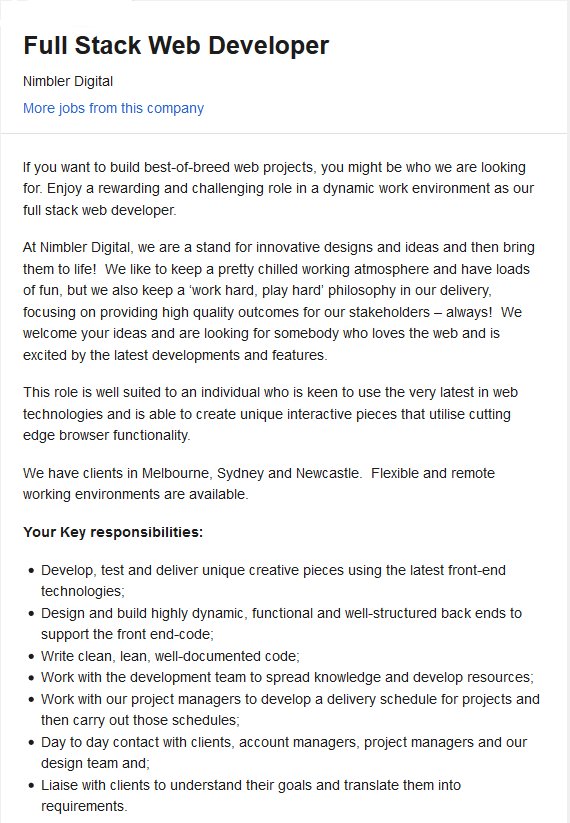 Full Stack Web Developer
Nimbler Digital
More jobs from this company
If you want to build best-of-breed web projects, you might be who we are looking
for. Enjoy a rewarding and challenging role in a dynamic work environment as our
full stack web developer.
At Nimbler Digital, we are a stand for innovative designs and ideas and then bring
them to life!  We like to keep a pretty chilled working atmosphere and have loads
of fun, but we also keep a ‘work hard, play hard’ philosophy in our delivery,
focusing on providing high quality outcomes for our stakeholders – always!  We
welcome your ideas and are looking for somebody who loves the web and is
excited by the latest developments and features.
This role is well suited to an individual who is keen to use the very latest in web
technologies and is able to create unique interactive pieces that utilise cutting
edge browser functionality.
We have clients in Melbourne, Sydney and Newcastle.  Flexible and remote
working environments are available.
Your Key responsibilities:
• Develop, test and deliver unique creative pieces using the latest front-end
technologies;
• Design and build highly dynamic, functional and well-structured back ends to
support the front end-code;
• Write clean, lean, well-documented code;
• Work with the development team to spread knowledge and develop resources;
• Work with our project managers to develop a delivery schedule for projects and
then carry out those schedules;
• Day to day contact with clients, account managers, project managers and our
design team and;
• Liaise with clients to understand their goals and translate them into
requirements.